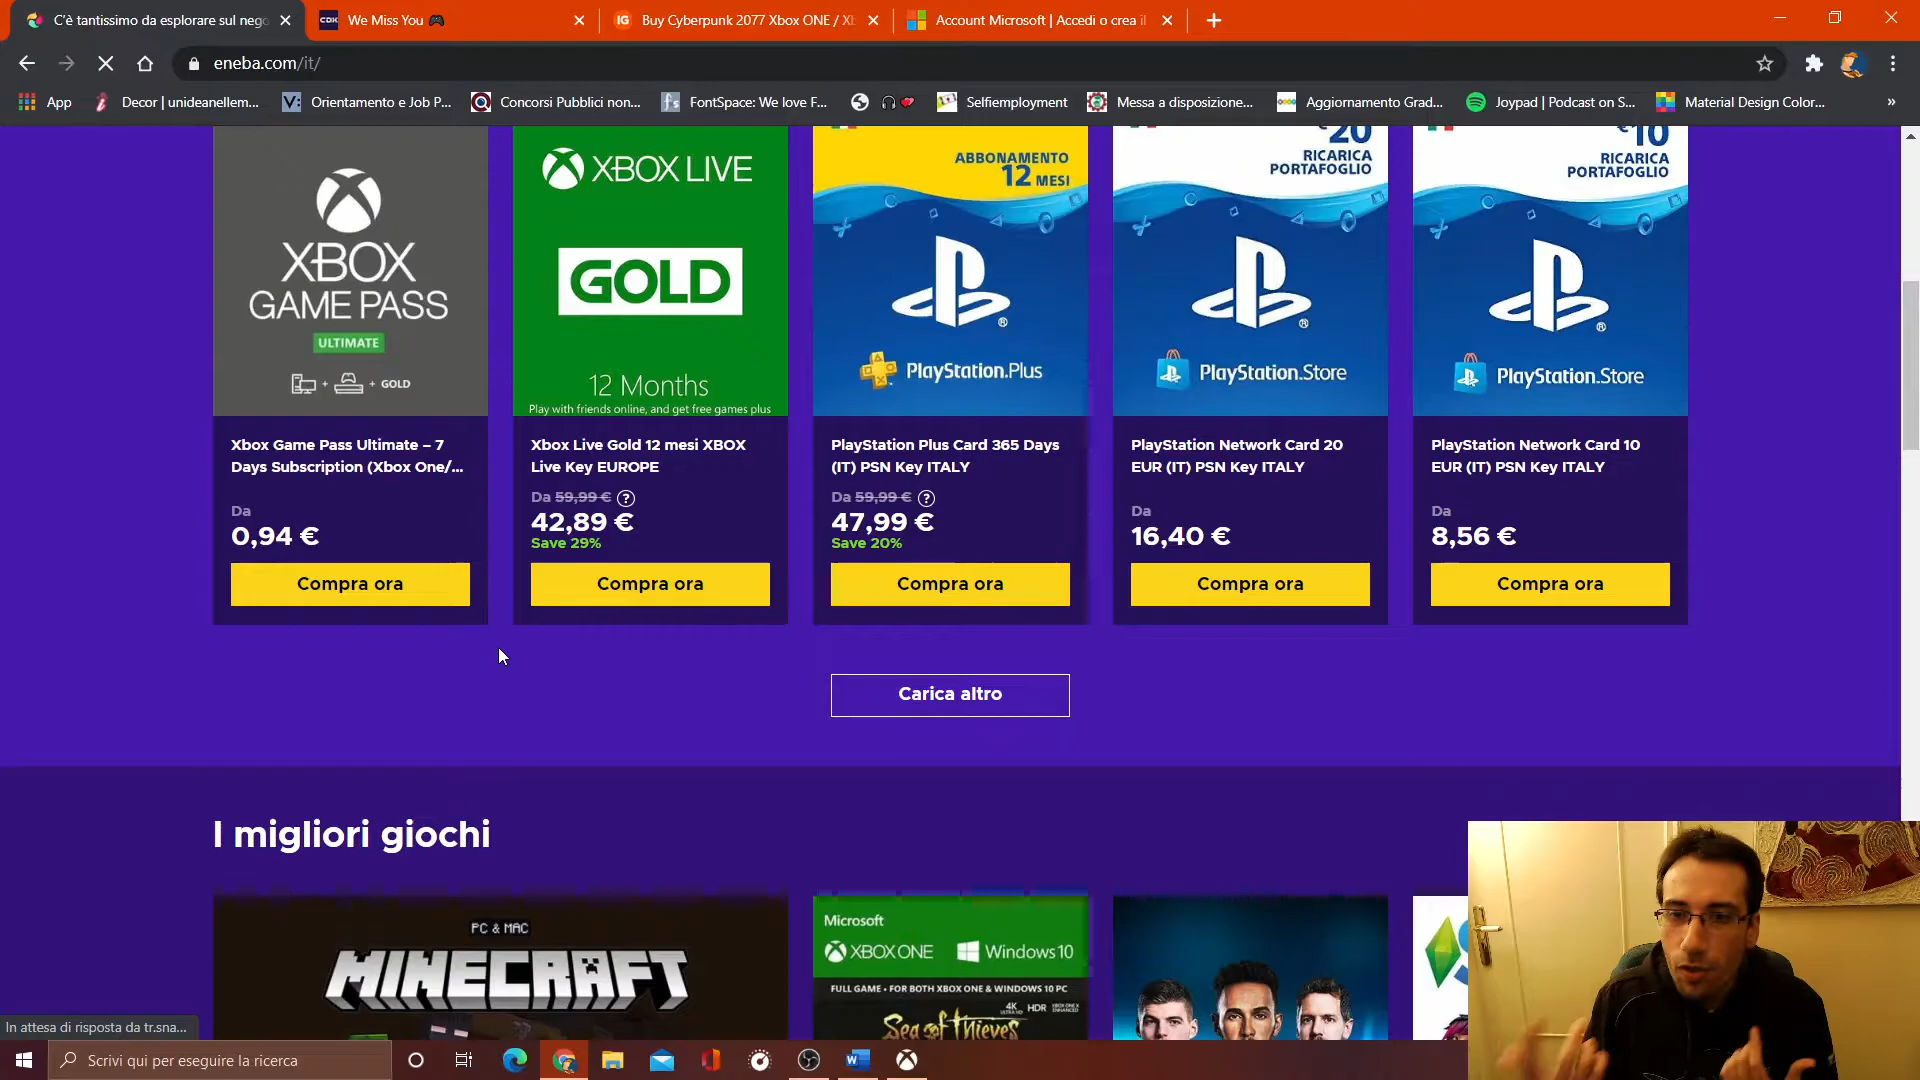 C'è tantissimo da esplorare sul nego
CDK We Miss You
IG Buy Cyberpunk 2077 Xbox ONE / X
Account Microsoft | Accedi o crea il
eneba.com/it/
App
Decor | unideanellem...
Orientamento e Job P...
Concorsi Pubblici non...
fs FontSpace: We love F...
Selfiemployment
Messa a disposizione...
Aggiornamento Grad...
Joypad | Podcast on S...
Material Design Color...
»
XBOX
GAME PASS
ULTIMATE
+ + GOLD
XBOX LIVE
GOLD
12 Months
Play with friends online, and get free games plus
ABBONAMENTO
12 MESI
PlayStation.Plus
€20
RICARICA
PORTAFOGLIO
PlayStation.Store
€10
RICARICA
PORTAFOGLIO
PlayStation.Store
Xbox Game Pass Ultimate – 7
Days Subscription (Xbox One/...
Da
0,94 €
Compra ora
Xbox Live Gold 12 mesi XBOX
Live Key EUROPE
Da 59,99 € ?
42,89 €
Save 29%
Compra ora
PlayStation Plus Card 365 Days
(IT) PSN Key ITALY
Da 59,99 € ?
47,99 €
Save 20%
Compra ora
PlayStation Network Card 20
EUR (IT) PSN Key ITALY
Da
16,40 €
Compra ora
PlayStation Network Card 10
EUR (IT) PSN Key ITALY
Da
8,56 €
Compra ora
Carica altro
I migliori giochi
PC & MAC
MINECRAFT
Microsoft
XBOX ONE Windows 10
FULL GAME • FOR BOTH XBOX ONE & WINDOWS 10 PC
4K HDR
Sea of Thieves
In attesa di risposta da tr.sna...
Scrivi qui per eseguire la ricerca